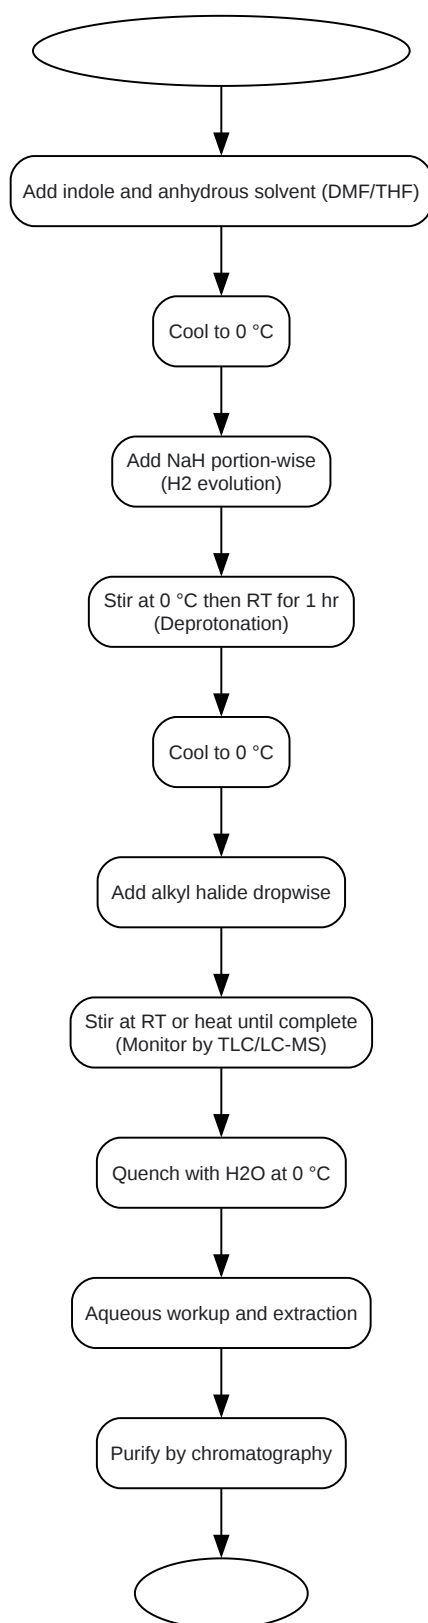 Add indole and anhydrous solvent (DMF/THF)
Cool to 0 °C
Add NaH portion-wise
(H2 evolution)
Stir at 0 °C then RT for 1 hr
(Deprotonation)
Cool to 0 °C
Add alkyl halide dropwise
Stir at RT or heat until complete
(Monitor by TLC/LC-MS)
Quench with H2O at 0 °C
Aqueous workup and extraction
Purify by chromatography